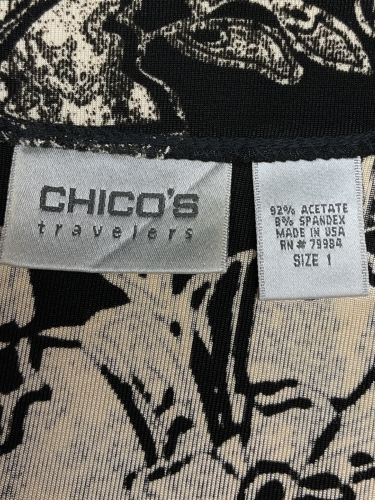 CHICO'S
travelers
92% ACETATE
8% SPANDEX
MADE IN USA
RN# 79984
SIZE 1